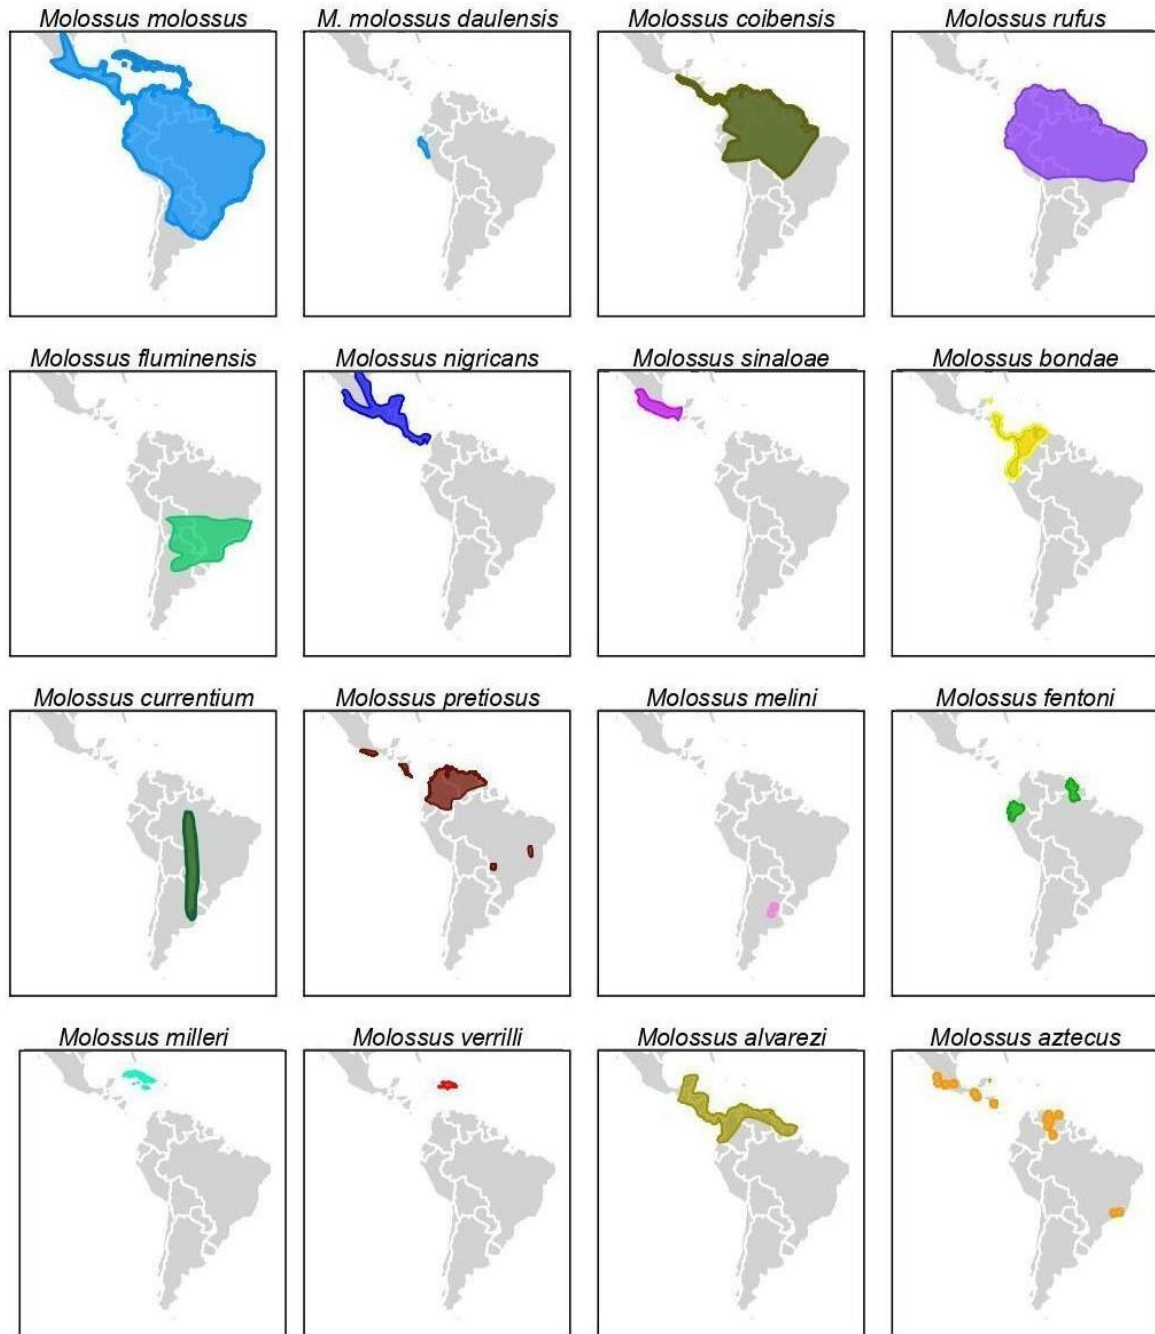 Molossus molossus
M. molossus daulensis
Molossus coibensis
Molossus rufus
Molossus fluminensis
Molossus nigricans
Molossus sinaloae
Molossus bondae
Molossus currentium
Molossus pretiosus
Molossus melini
Molossus fentoni
Molossus milleri
Molossus verrilli
Molossus alvarezi
Molossus aztecus